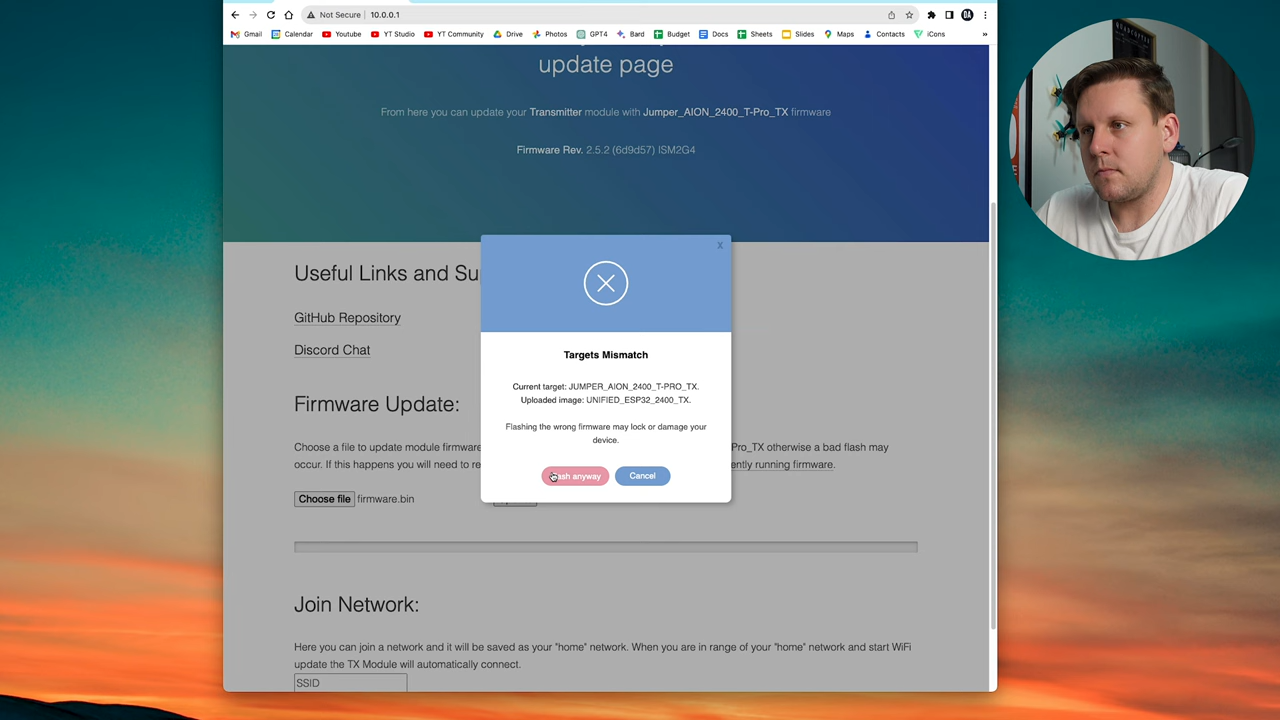 Not Secure | 10.0.0.1
DA
Gmail Calendar Youtube YT Studio YT Community Drive Photos GPT4 Bard Budget Docs Sheets Slides Maps Contacts iCons »
update page
From here you can update your Transmitter module with Jumper_AION_2400_T-Pro_TX firmware
Firmware Rev. 2.5.2 (6d9d57) ISM2G4
X
Useful Links and Su
GitHub Repository
Discord Chat
Targets Mismatch
Current target: JUMPER_AION_2400_T-PRO_TX.
Uploaded image: UNIFIED_ESP32_2400_TX.
Flashing the wrong firmware may lock or damage your
device.
anyway Cancel
Firmware Update:
Choose a file to update module firmware Pro_TX otherwise a bad flash may
occur. If this happens you will need to re ently running firmware.
Choose file firmware.bin
Join Network:
Here you can join a network and it will be saved as your "home" network. When you are in range of your "home" network and start WiFi
update the TX Module will automatically connect.
SSID